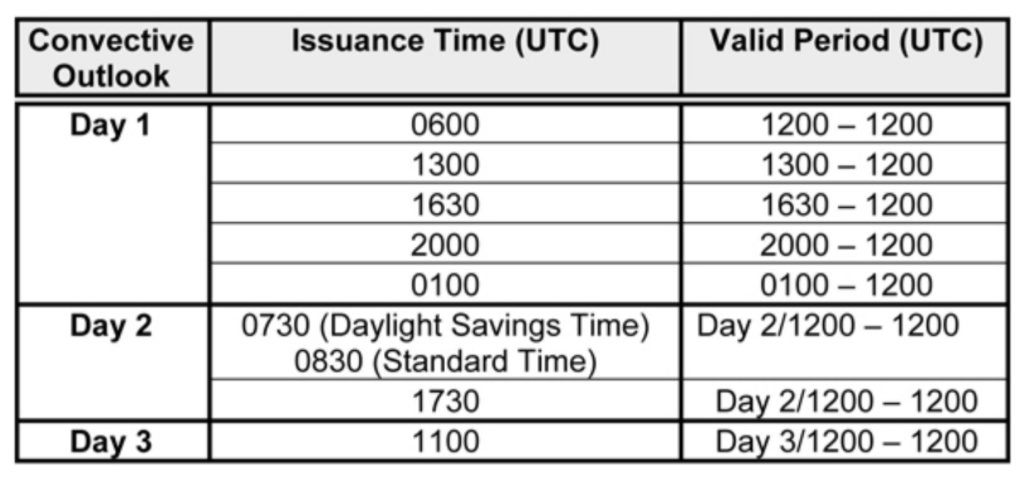 Convective Outlook | Issuance Time (UTC) | Valid Period (UTC)
Day 1 | 0600 | 1200 – 1200
1300 | 1300 – 1200
1630 | 1630 – 1200
2000 | 2000 – 1200
0100 | 0100 – 1200
Day 2 | 0730 (Daylight Savings Time) | Day 2/1200 – 1200
0830 (Standard Time)
1730 | Day 2/1200 – 1200
Day 3 | 1100 | Day 3/1200 – 1200